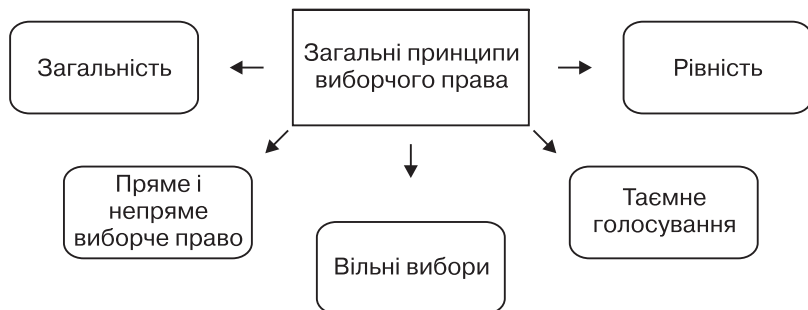 Загальні принципи
виборчого права
Загальність
Рівність
Пряме і
непряме
виборче право
Вільні вибори
Таємне
голосування